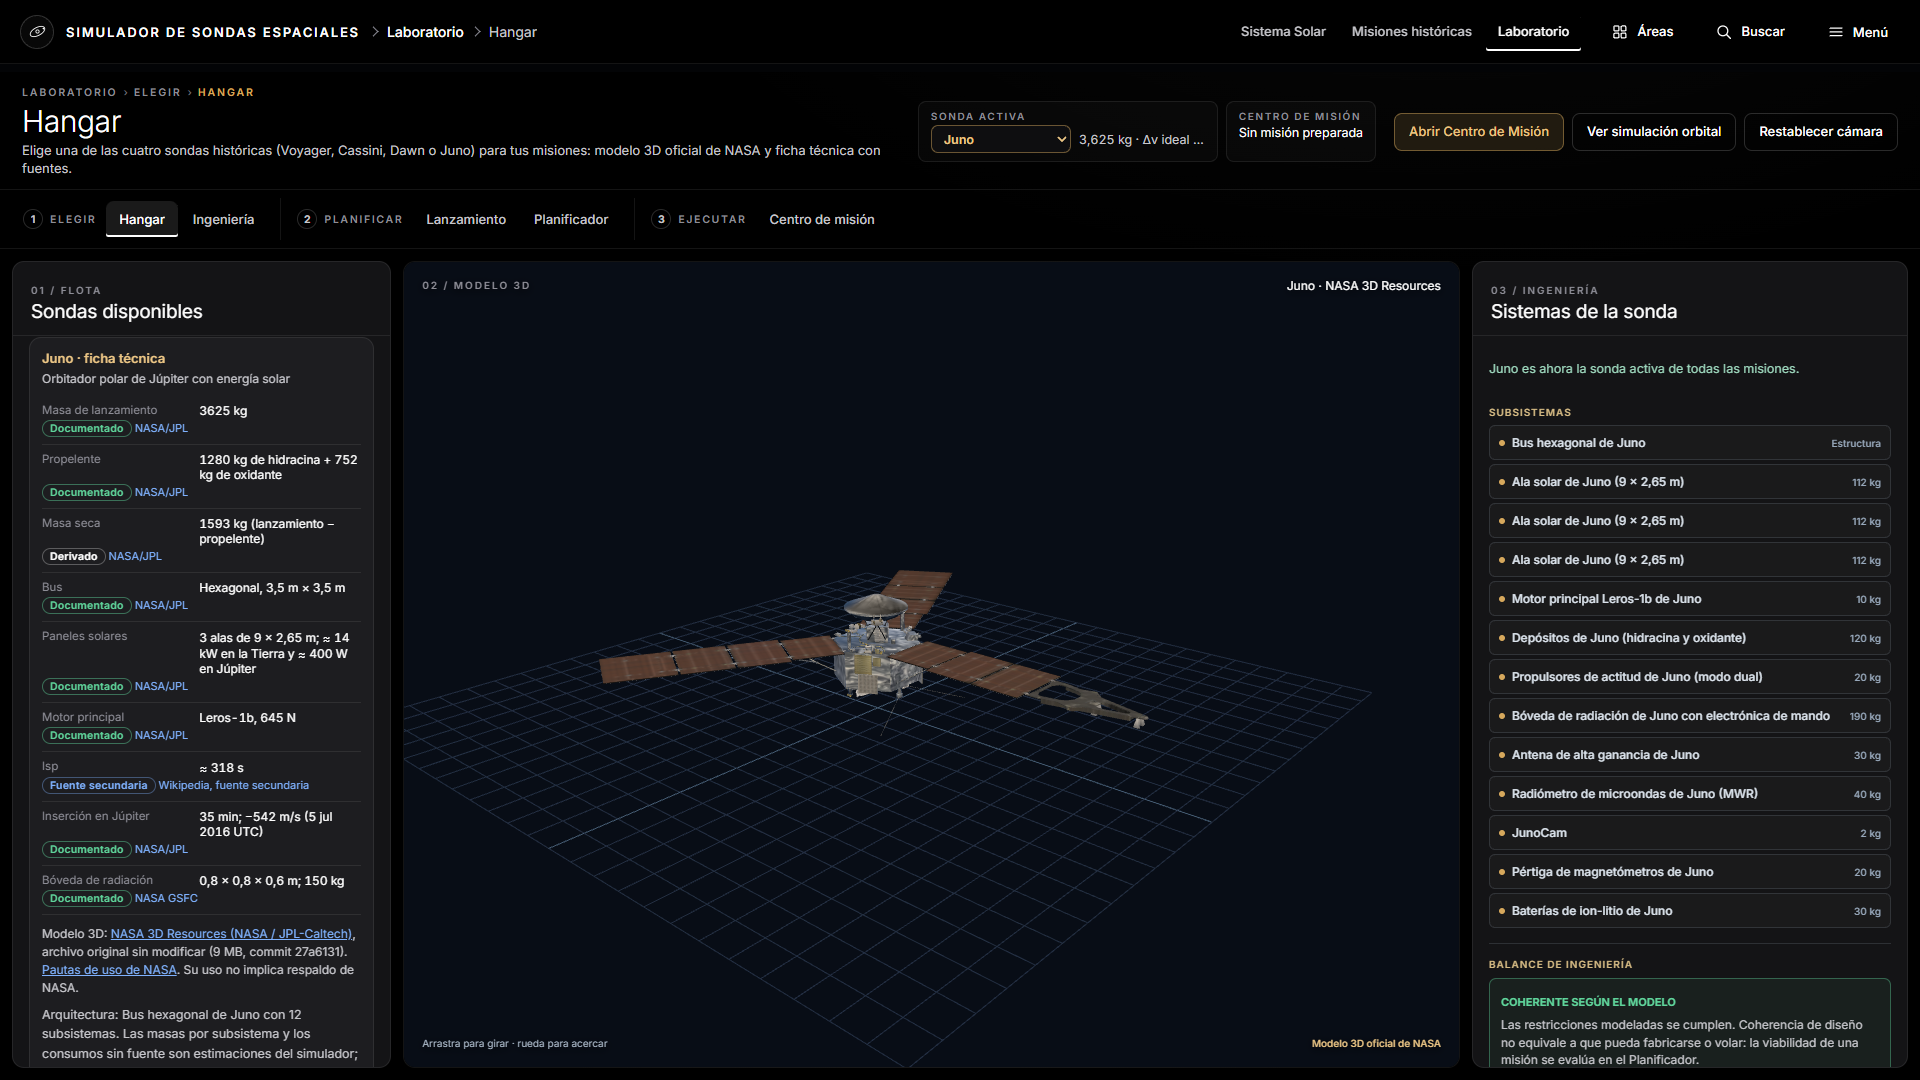 SIMULADOR DE SONDAS ESPACIALES > Laboratorio > Hangar
Sistema Solar
Misiones históricas
Laboratorio
Áreas
Buscar
Menú
LABORATORIO › ELEGIR › HANGAR
Hangar
Elige una de las cuatro sondas históricas (Voyager, Cassini, Dawn o Juno) para tus misiones: modelo 3D oficial de NASA y ficha técnica con
fuentes.
SONDA ACTIVA
Juno
3,625 kg · Δv ideal ...
CENTRO DE MISIÓN
Sin misión preparada
Abrir Centro de Misión
Ver simulación orbital
Restablecer cámara
1 ELEGIR
Hangar
Ingeniería
2 PLANIFICAR
Lanzamiento
Planificador
3 EJECUTAR
Centro de misión
01 / FLOTA
Sondas disponibles
Juno · ficha técnica
Orbitador polar de Júpiter con energía solar
Masa de lanzamiento
3625 kg
Documentado NASA/JPL
Propelente
1280 kg de hidracina + 752
kg de oxidante
Documentado NASA/JPL
Masa seca
1593 kg (lanzamiento −
propelente)
Derivado NASA/JPL
Bus
Hexagonal, 3,5 m × 3,5 m
Documentado NASA/JPL
Paneles solares
3 alas de 9 × 2,65 m; ≈ 14
kW en la Tierra y ≈ 400 W
en Júpiter
Documentado NASA/JPL
Motor principal
Leros-1b, 645 N
Documentado NASA/JPL
Isp
≈ 318 s
Fuente secundaria Wikipedia, fuente secundaria
Inserción en Júpiter
35 min; −542 m/s (5 jul
2016 UTC)
Documentado NASA/JPL
Bóveda de radiación
0,8 × 0,8 × 0,6 m; 150 kg
Documentado NASA GSFC
Modelo 3D: NASA 3D Resources (NASA / JPL-Caltech),
archivo original sin modificar (9 MB, commit 27a6131).
Pautas de uso de NASA. Su uso no implica respaldo de
NASA.
Arquitectura: Bus hexagonal de Juno con 12
subsistemas. Las masas por subsistema y los
consumos sin fuente son estimaciones del simulador;
02 / MODELO 3D
Juno · NASA 3D Resources
Arrastra para girar · rueda para acercar
Modelo 3D oficial de NASA
03 / INGENIERÍA
Sistemas de la sonda
Juno es ahora la sonda activa de todas las misiones.
SUBSISTEMAS
Bus hexagonal de Juno
Estructura
Ala solar de Juno (9 × 2,65 m)
112 kg
Ala solar de Juno (9 × 2,65 m)
112 kg
Ala solar de Juno (9 × 2,65 m)
112 kg
Motor principal Leros-1b de Juno
10 kg
Depósitos de Juno (hidracina y oxidante)
120 kg
Propulsores de actitud de Juno (modo dual)
20 kg
Bóveda de radiación de Juno con electrónica de mando
190 kg
Antena de alta ganancia de Juno
30 kg
Radiómetro de microondas de Juno (MWR)
40 kg
JunoCam
2 kg
Pértiga de magnetómetros de Juno
20 kg
Baterías de ion-litio de Juno
30 kg
BALANCE DE INGENIERÍA
COHERENTE SEGÚN EL MODELO
Las restricciones modeladas se cumplen. Coherencia de diseño
no equivale a que pueda fabricarse o volar: la viabilidad de una
misión se evalúa en el Planificador.